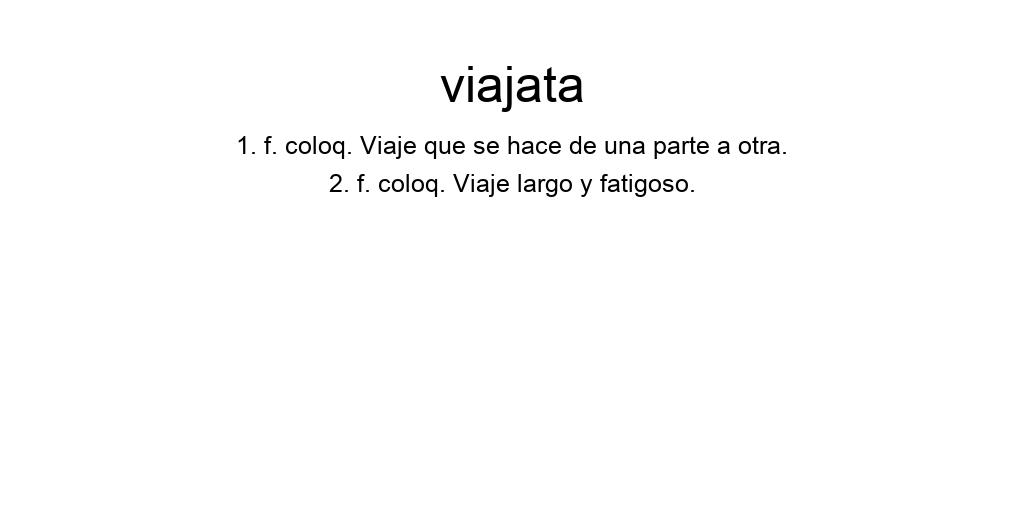 viajata
1. f. coloq. Viaje que se hace de una parte a otra.
2. f. coloq. Viaje largo y fatigoso.